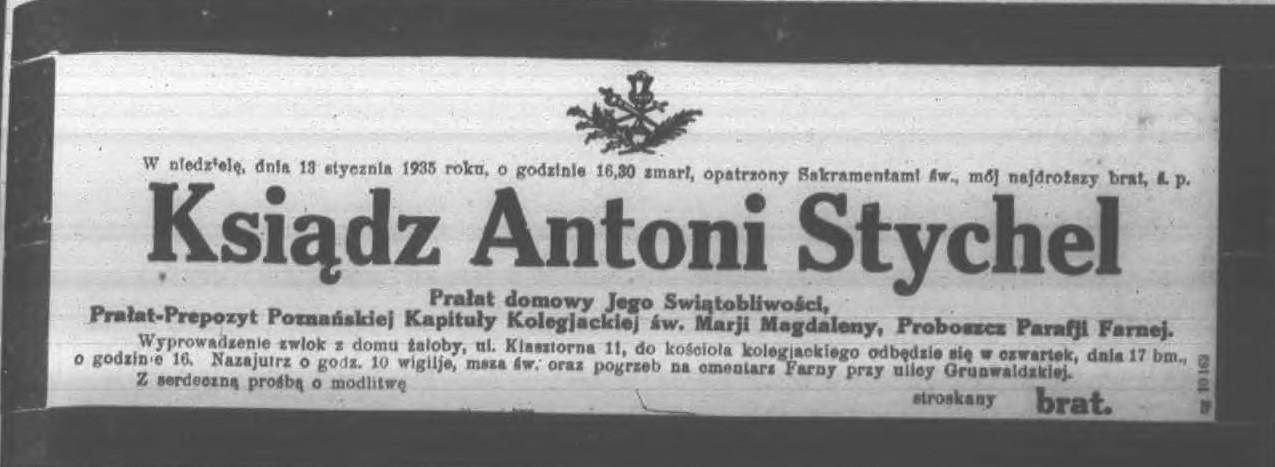 W niedzielę, dnia 13 stycznia 1935 roku, o godzinie 16,30 zmarł, opatrzony Sakramentami św., mój najdroższy brat, ś. p.
Ksiądz Antoni Stychel
Prałat domowy Jego Swiątobliwości,
Prałat-Prepozyt Poznańskiej Kapituły Kolegjackiej św. Marji Magdaleny, Proboszcz Parafji Farnej.
Wyprowadzenie zwłok z domu żałoby, ul. Klasztorna 11, do kościoła kolegjackiego odbędzie się w czwartek, dnia 17 bm.,
o godzinie 16. Nazajutrz o godz. 10 wigilje, msza św. oraz pogrzeb na cmentarz Farny przy ulicy Grunwaldzkiej.
Z serdeczną prośbą o modlitwę
stroskany brat.